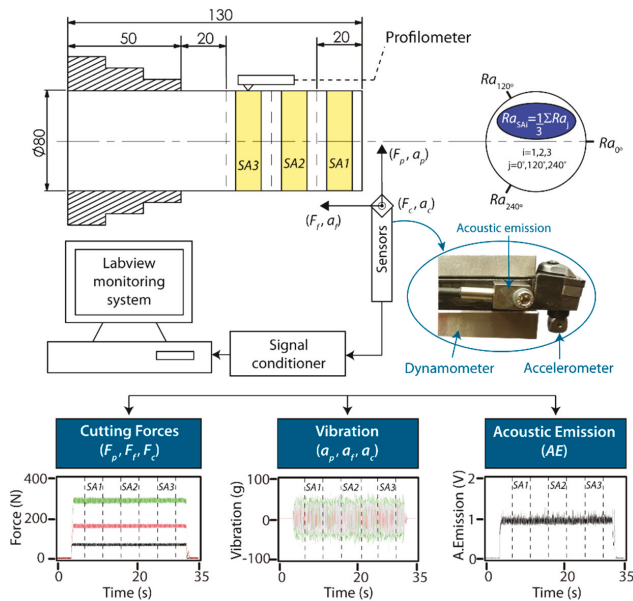 130
50
20
20
Profilometer
Ø80
SA3
SA2
SA1
Ra120°
RaSAi=1/3ΣRaj
i=1,2,3
j=0°,120°,240°
Ra0°
Ra240°
(Fp, ap)
(Ff, af)
(Fc, ac)
Sensors
Acoustic emission
Dynamometer
Accelerometer
Labview
monitoring
system
Signal
conditioner
Cutting Forces
(Fp, Ff, Fc)
Vibration
(ap, af, ac)
Acoustic Emission
(AE)
Force (N)
400
200
0
SA1
SA2
SA3
0
20
35
Time (s)
Vibration (g)
100
0
-100
SA1
SA2
SA3
0
20
35
Time (s)
A.Emission (V)
2
1
0
SA1
SA2
SA3
0
20
35
Time (s)